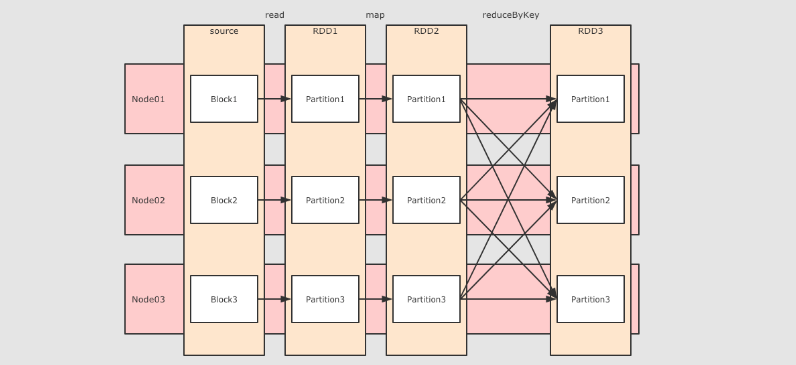 read map reduceByKey
source RDD1 RDD2 RDD3
Node01 Block1 Partition1 Partition1 Partition1
Node02 Block2 Partition2 Partition2 Partition2
Node03 Block3 Partition3 Partition3 Partition3